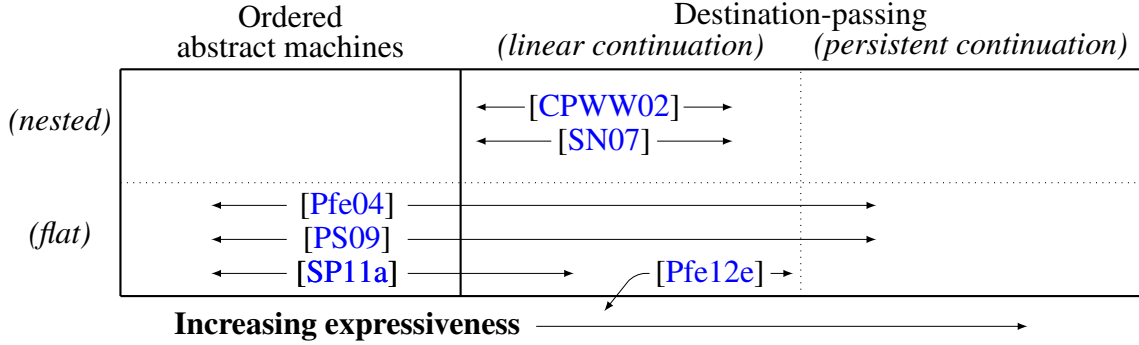 Ordered
abstract machines
Destination-passing
(linear continuation) (persistent continuation)
(nested)
[CPWW02]
[SN07]
(flat)
[Pfe04]
[PS09]
[SP11a] [Pfe12e]
Increasing expressiveness